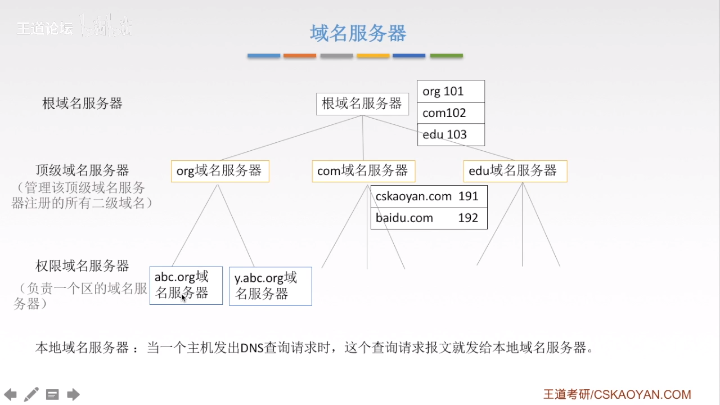 王道论坛
域名服务器
根域名服务器
根域名服务器
org 101
com102
edu 103
顶级域名服务器
（管理该顶级域名服务
器注册的所有二级域名）
org域名服务器
com域名服务器
edu域名服务器
cskaoyan.com 191
baidu.com 192
权限域名服务器
（负责一个区的域名服
务器）
abc.org域
名服务器
y.abc.org域
名服务器
本地域名服务器：当一个主机发出DNS查询请求时，这个查询请求报文就发给本地域名服务器。
王道考研/CSKAOYAN.COM